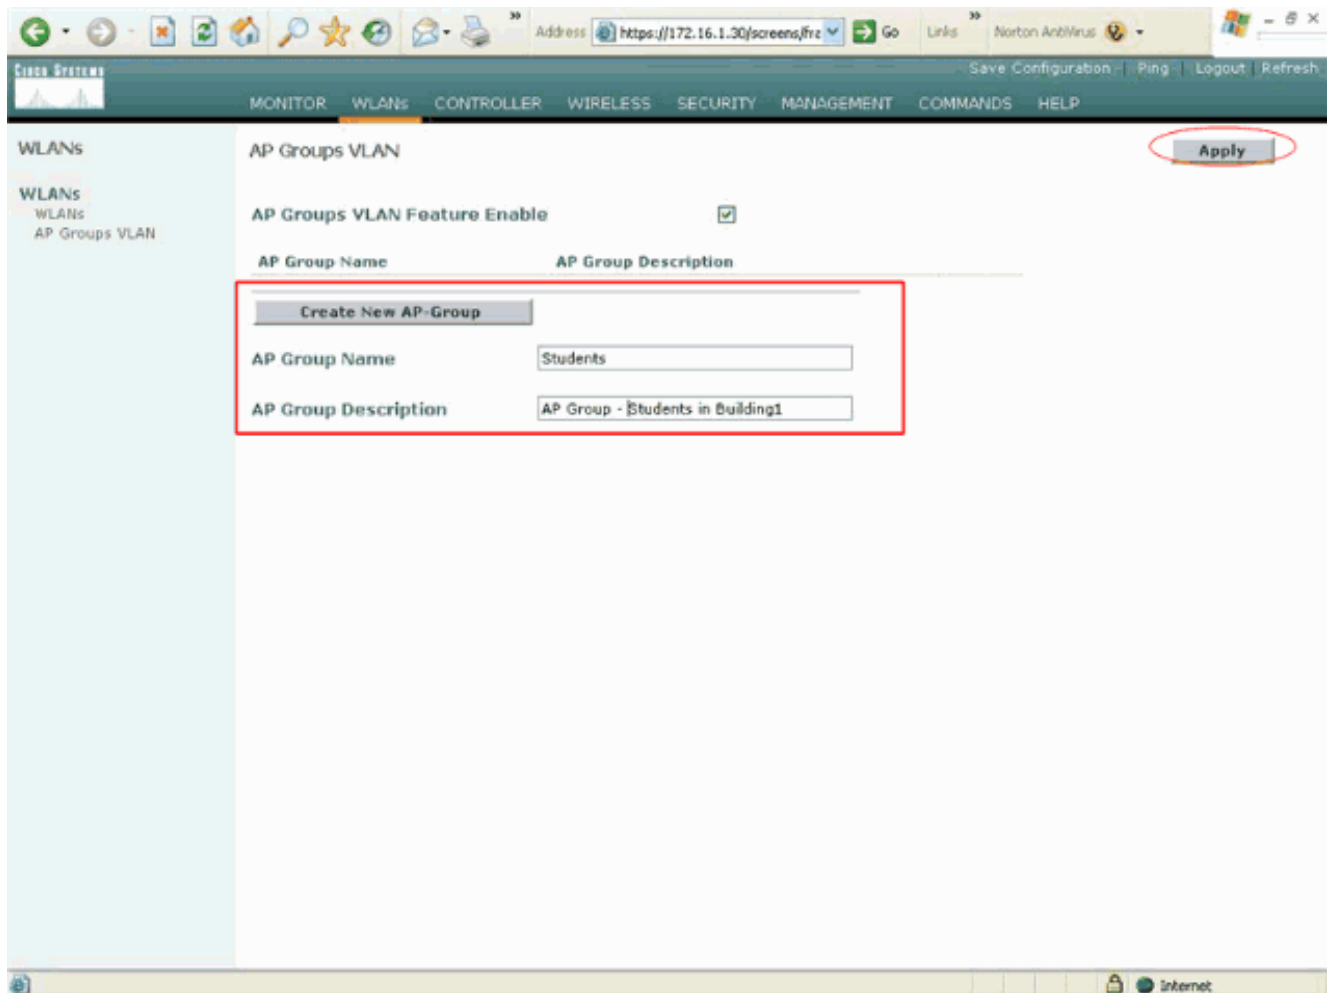 Address https://172.16.1.30/screens/fra Go Links Norton AntiVirus
CISCO SYSTEMS
Save Configuration | Ping | Logout | Refresh
MONITOR WLANs CONTROLLER WIRELESS SECURITY MANAGEMENT COMMANDS HELP
WLANs
WLANs
WLANs
AP Groups VLAN
AP Groups VLAN
Apply
AP Groups VLAN Feature Enable
AP Group Name AP Group Description
Create New AP-Group
AP Group Name Students
AP Group Description AP Group - Students in Building1
Internet